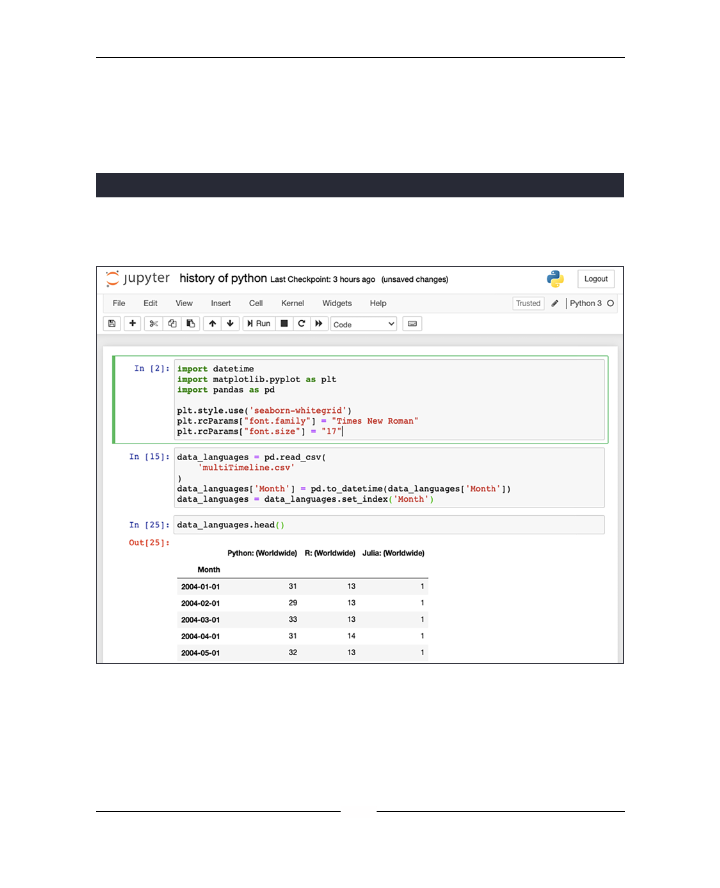 jupyter history of python Last Checkpoint: 3 hours ago (unsaved changes) Logout
File Edit View Insert Cell Kernel Widgets Help Trusted Python 3
Run Code
In [2]: import datetime
import matplotlib.pyplot as plt
import pandas as pd
plt.style.use('seaborn-whitegrid')
plt.rcParams["font.family"] = "Times New Roman"
plt.rcParams["font.size"] = "17"
In [15]: data_languages = pd.read_csv(
'multiTimeline.csv'
)
data_languages['Month'] = pd.to_datetime(data_languages['Month'])
data_languages = data_languages.set_index('Month')
In [25]: data_languages.head()
Out[25]:
Python: (Worldwide) R: (Worldwide) Julia: (Worldwide)
Month
2004-01-01 31 13 1
2004-02-01 29 13 1
2004-03-01 33 13 1
2004-04-01 31 14 1
2004-05-01 32 13 1